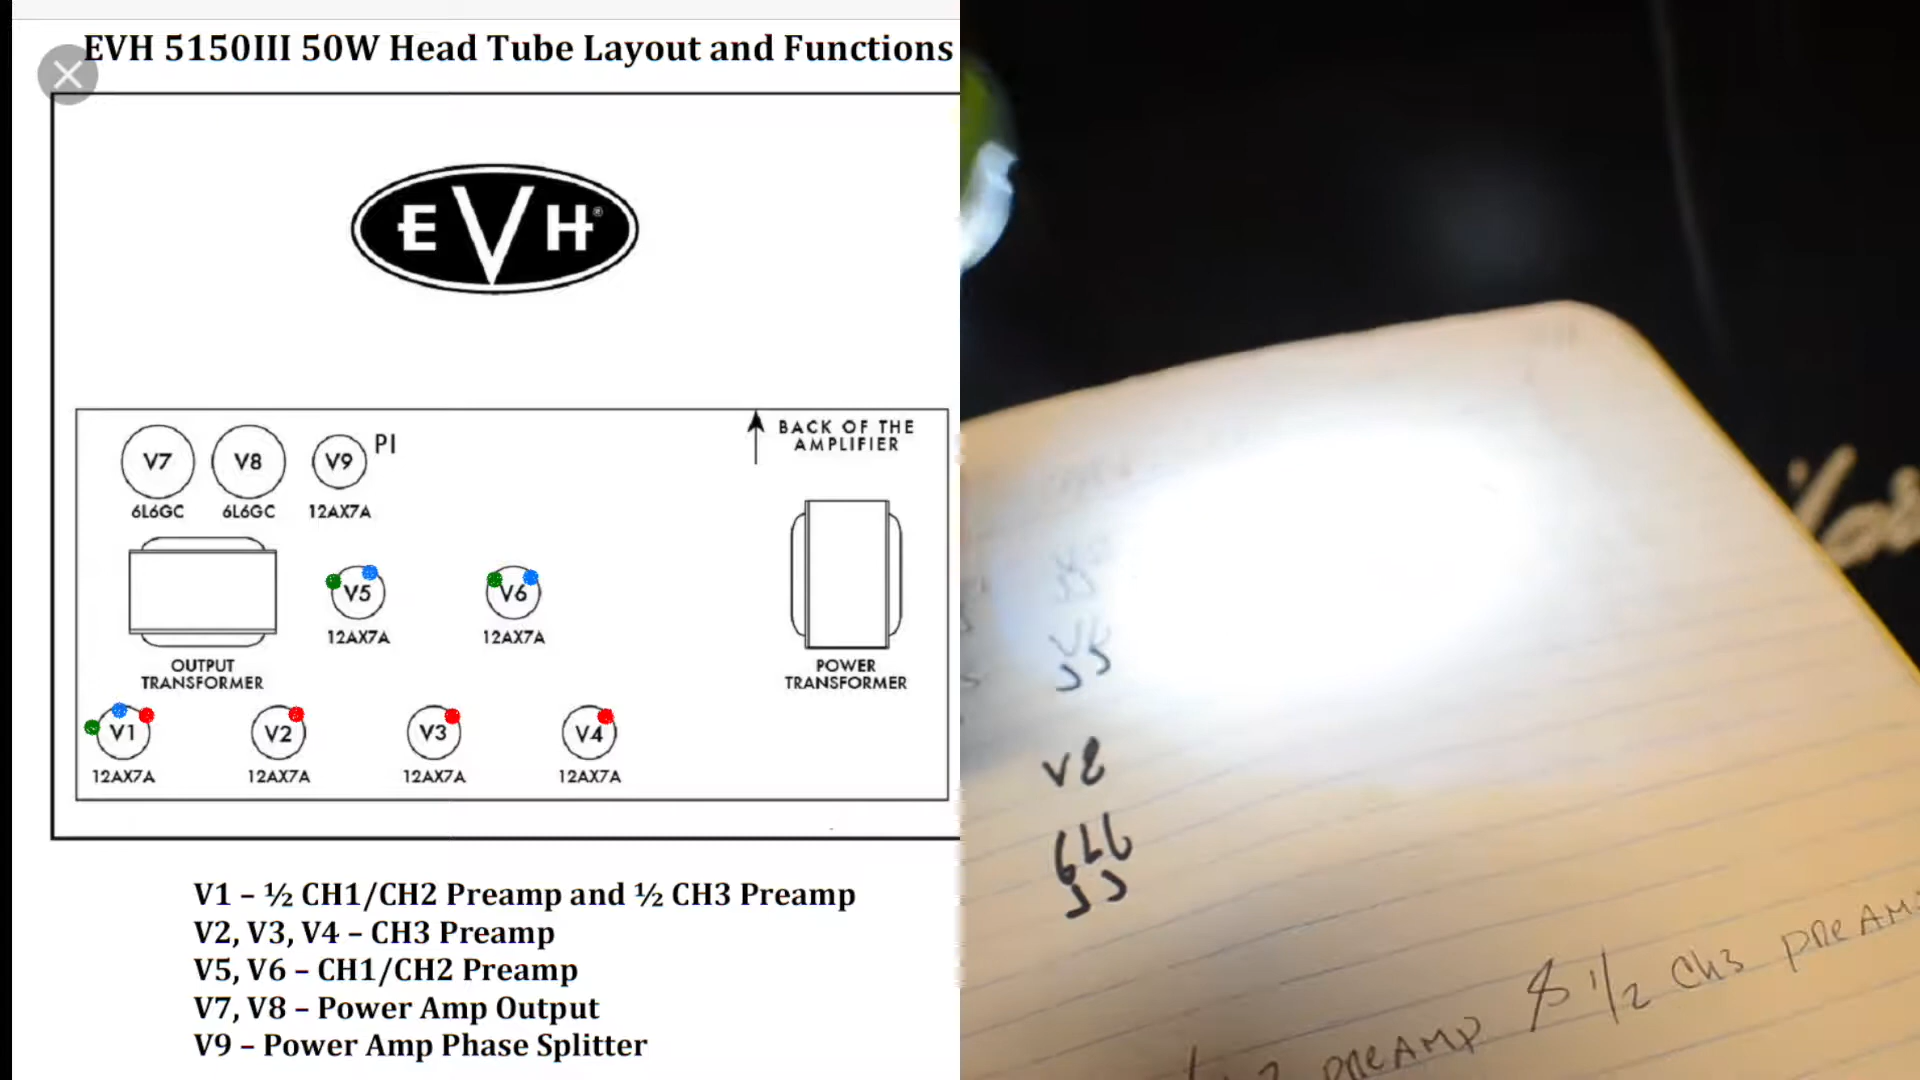 EVH 5150III 50W Head Tube Layout and Functions
EVH®
BACK OF THE
AMPLIFIER
V7
V8
V9
PI
6L6GC
6L6GC
12AX7A
V5
V6
12AX7A
12AX7A
OUTPUT
TRANSFORMER
POWER
TRANSFORMER
V1
V2
V3
V4
12AX7A
12AX7A
12AX7A
12AX7A
V1 – ½ CH1/CH2 Preamp and ½ CH3 Preamp
V2, V3, V4 – CH3 Preamp
V5, V6 – CH1/CH2 Preamp
V7, V8 – Power Amp Output
V9 – Power Amp Phase Splitter
V8
6L6
JJ
PREAMP & 1/2 Ch3 PREAMP